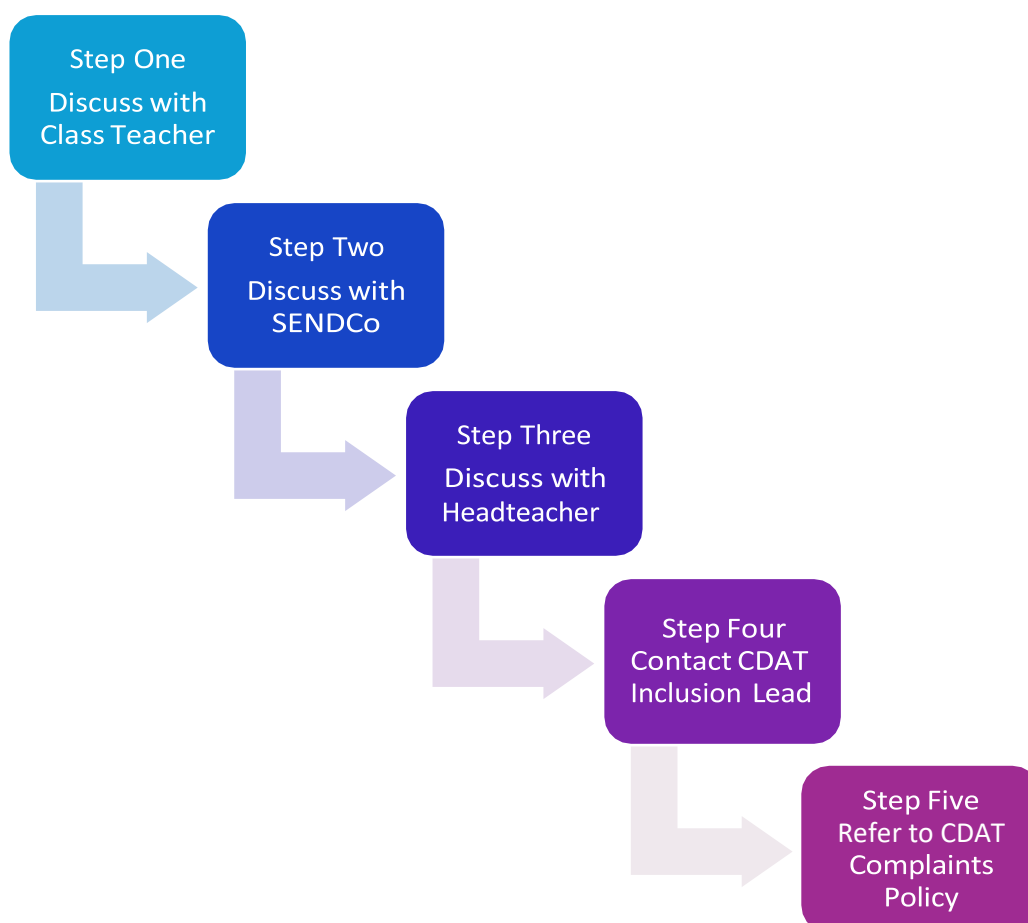 Step One
Discuss with
Class Teacher
Step Two
Discuss with
SENDCo
Step Three
Discuss with
Headteacher
Step Four
Contact CDAT
Inclusion Lead
Step Five
Refer to CDAT
Complaints
Policy